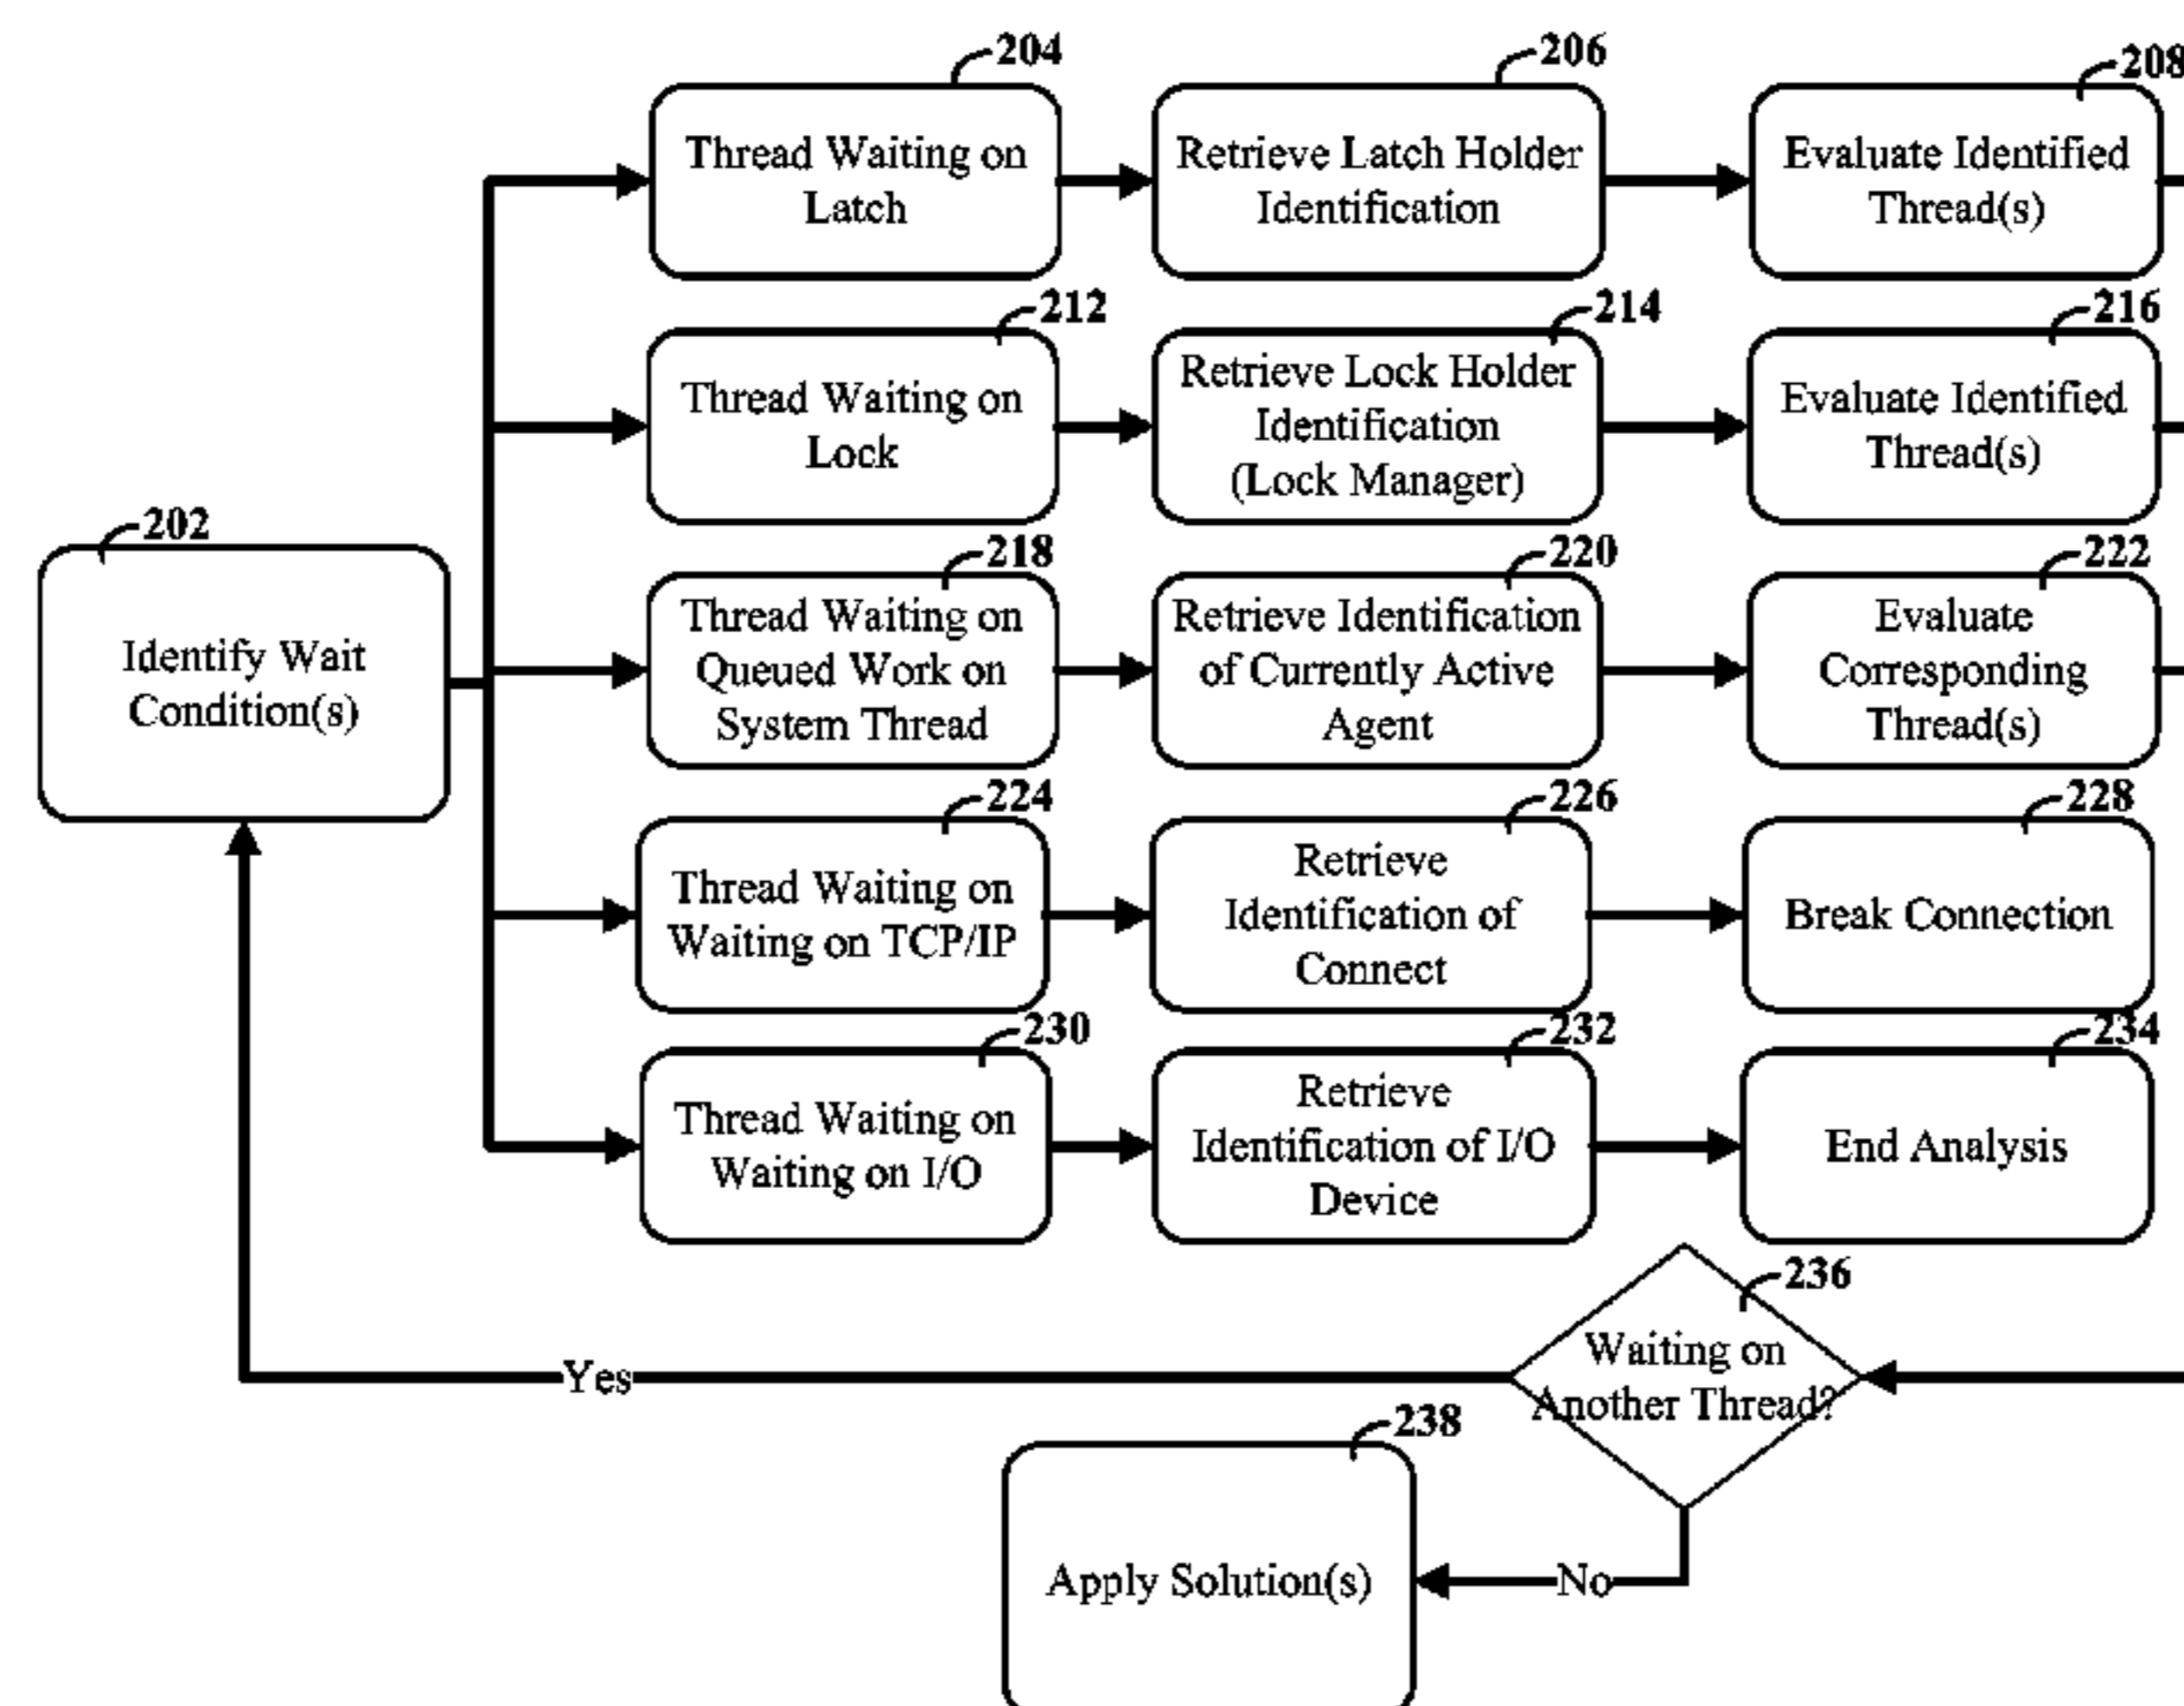 204
Thread Waiting on
Latch
206
Retrieve Latch Holder
Identification
208
Evaluate Identified
Thread(s)
212
Thread Waiting on
Lock
214
Retrieve Lock Holder
Identification
(Lock Manager)
216
Evaluate Identified
Thread(s)
202
Identify Wait
Condition(s)
218
Thread Waiting on
Queued Work on
System Thread
220
Retrieve Identification
of Currently Active
Agent
222
Evaluate
Corresponding
Thread(s)
224
Thread Waiting on
Waiting on TCP/IP
226
Retrieve
Identification of
Connect
228
Break Connection
230
Thread Waiting on
Waiting on I/O
232
Retrieve
Identification of I/O
Device
234
End Analysis
236
Waiting on
Another Thread?
Yes
238
Apply Solution(s)
No